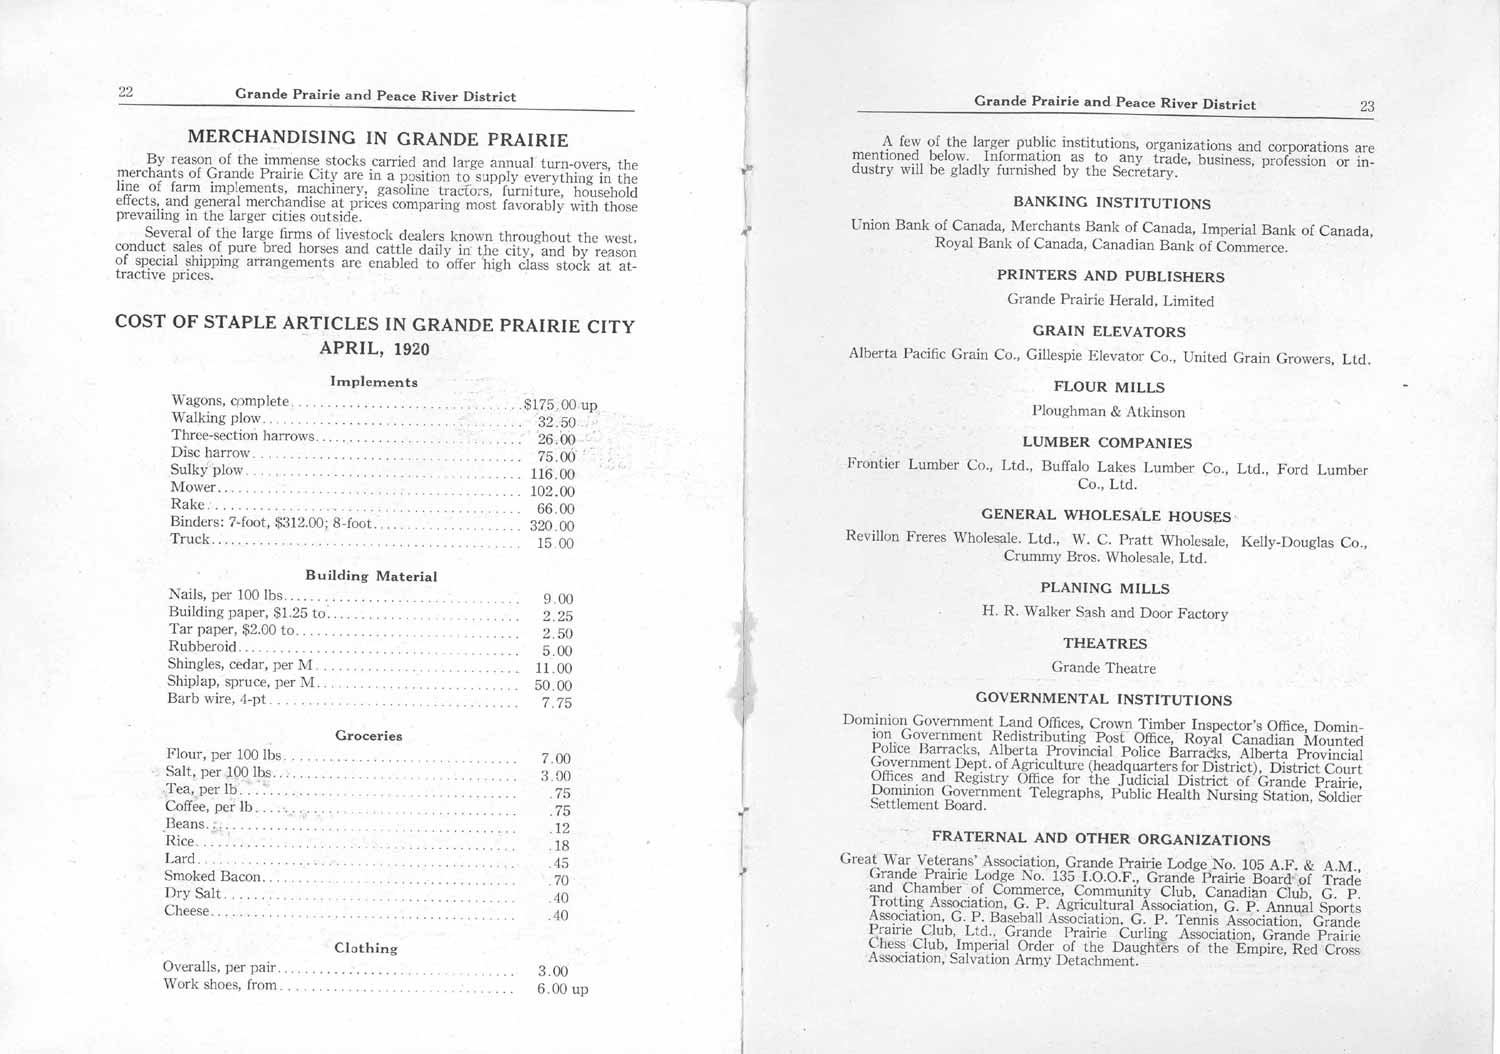 22 Grande Prairie and Peace River District
MERCHANDISING IN GRANDE PRAIRIE
By reason of the immense stocks carried and large annual turn-overs, the
merchants of Grande Prairie City are in a position to supply everything in the
line of farm implements, machinery, gasoline tractors, furniture, household
effects, and general merchandise at prices comparing most favorably with those
prevailing in the larger cities outside.
Several of the large firms of livestock dealers known throughout the west,
conduct sales of pure bred horses and cattle daily in the city, and by reason
of special shipping arrangements are enabled to offer high class stock at at-
tractive prices.
COST OF STAPLE ARTICLES IN GRANDE PRAIRIE CITY
APRIL, 1920
Implements
Wagons, complete $175.00 up
Walking plow 32.50
Three-section harrows 26.00
Disc harrow 75.00
Sulky plow 116.00
Mower 102.00
Rake 66.00
Binders: 7-foot, $312.00; 8-foot 320.00
Truck 15.00
Building Material
Nails, per 100 lbs. 9.00
Building paper, $1.25 to 2.25
Tar paper, $2.00 to 2.50
Rubberoid 5.00
Shingles, cedar, per M 11.00
Shiplap, spruce, per M 50.00
Barb wire, 4-pt 7.75
Groceries
Flour, per 100 lbs. 7.00
Salt, per 100 lbs. 3.00
Tea, per lb. .75
Coffee, per lb. .75
Beans .12
Rice .18
Lard .45
Smoked Bacon .70
Dry Salt .40
Cheese .40
Clothing
Overalls, per pair 3.00
Work shoes, from 6.00 up
Grande Prairie and Peace River District 23
A few of the larger public institutions, organizations and corporations are
mentioned below. Information as to any trade, business, profession or in-
dustry will be gladly furnished by the Secretary.
BANKING INSTITUTIONS
Union Bank of Canada, Merchants Bank of Canada, Imperial Bank of Canada,
Royal Bank of Canada, Canadian Bank of Commerce.
PRINTERS AND PUBLISHERS
Grande Prairie Herald, Limited
GRAIN ELEVATORS
Alberta Pacific Grain Co., Gillespie Elevator Co., United Grain Growers, Ltd.
FLOUR MILLS
Ploughman & Atkinson
LUMBER COMPANIES
Frontier Lumber Co., Ltd., Buffalo Lakes Lumber Co., Ltd., Ford Lumber
Co., Ltd.
GENERAL WHOLESALE HOUSES
Revillon Freres Wholesale. Ltd., W. C. Pratt Wholesale, Kelly-Douglas Co.,
Crummy Bros. Wholesale, Ltd.
PLANING MILLS
H. R. Walker Sash and Door Factory
THEATRES
Grande Theatre
GOVERNMENTAL INSTITUTIONS
Dominion Government Land Offices, Crown Timber Inspector's Office, Domin-
ion Government Redistributing Post Office, Royal Canadian Mounted
Police Barracks, Alberta Provincial Police Barracks, Alberta Provincial
Government Dept. of Agriculture (headquarters for District), District Court
Offices and Registry Office for the Judicial District of Grande Prairie,
Dominion Government Telegraphs, Public Health Nursing Station, Soldier
Settlement Board.
FRATERNAL AND OTHER ORGANIZATIONS
Great War Veterans' Association, Grande Prairie Lodge No. 105 A.F. & A.M.,
Grande Prairie Lodge No. 135 I.O.O.F., Grande Prairie Board of Trade
and Chamber of Commerce, Community Club, Canadian Club, G. P.
Trotting Association, G. P. Agricultural Association, G. P. Annual Sports
Association, G. P. Baseball Association, G. P. Tennis Association, Grande
Prairie Club, Ltd., Grande Prairie Curling Association, Grande Prairie
Chess Club, Imperial Order of the Daughters of the Empire, Red Cross
Association, Salvation Army Detachment.